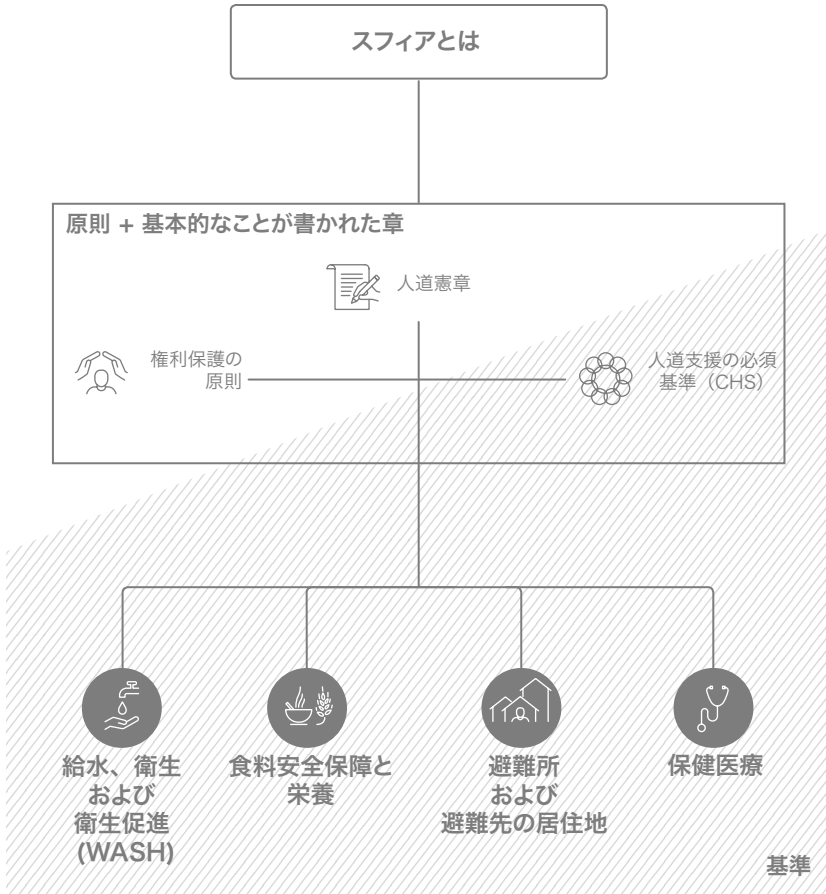 スフィアとは
原則 + 基本的なことが書かれた章
人道憲章
権利保護の
原則
人道支援の必須
基準（CHS）
給水、衛生
および
衛生促進
(WASH)
食料安全保障と
栄養
避難所
および
避難先の居住地
保健医療
基準